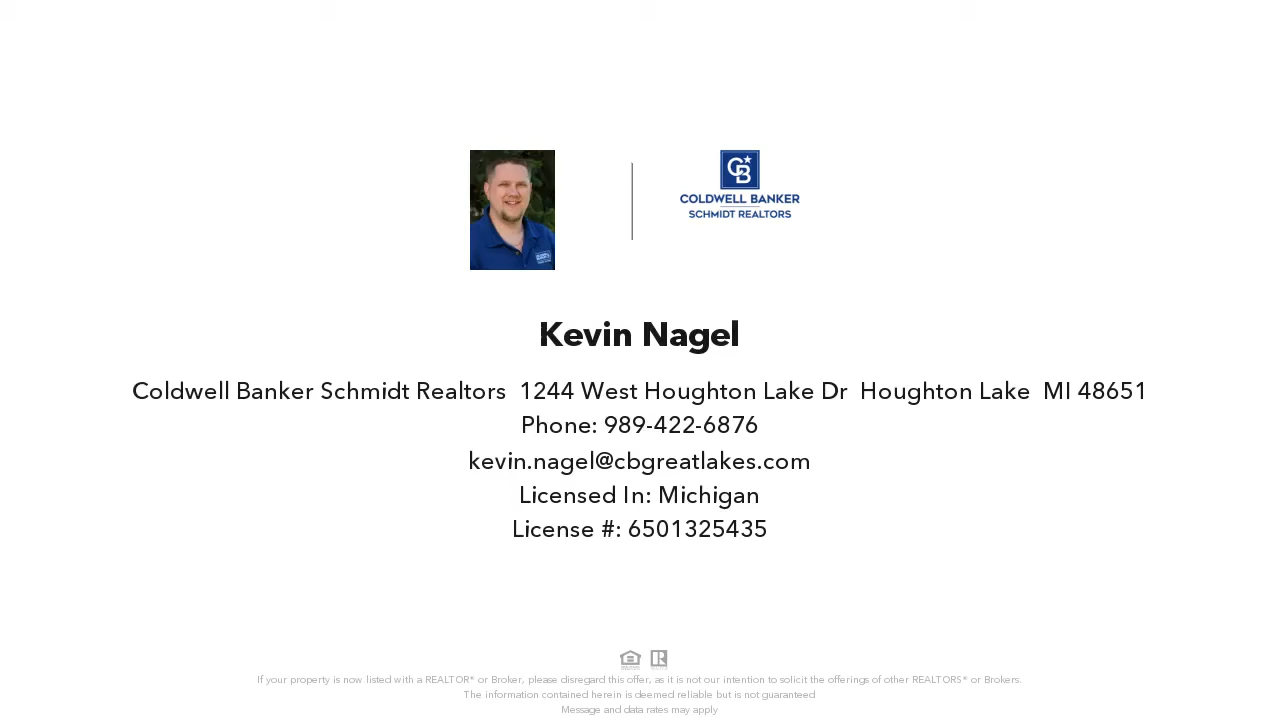 CB
COLDWELL BANKER
SCHMIDT REALTORS
Kevin Nagel
Coldwell Banker Schmidt Realtors 1244 West Houghton Lake Dr Houghton Lake MI 48651
Phone: 989-422-6876
kevin.nagel@cbgreatlakes.com
Licensed In: Michigan
License #: 6501325435
If your property is now listed with a REALTOR® or Broker, please disregard this offer, as it is not our intention to solicit the offerings of other REALTORS® or Brokers.
The information contained herein is deemed reliable but is not guaranteed
Message and data rates may apply